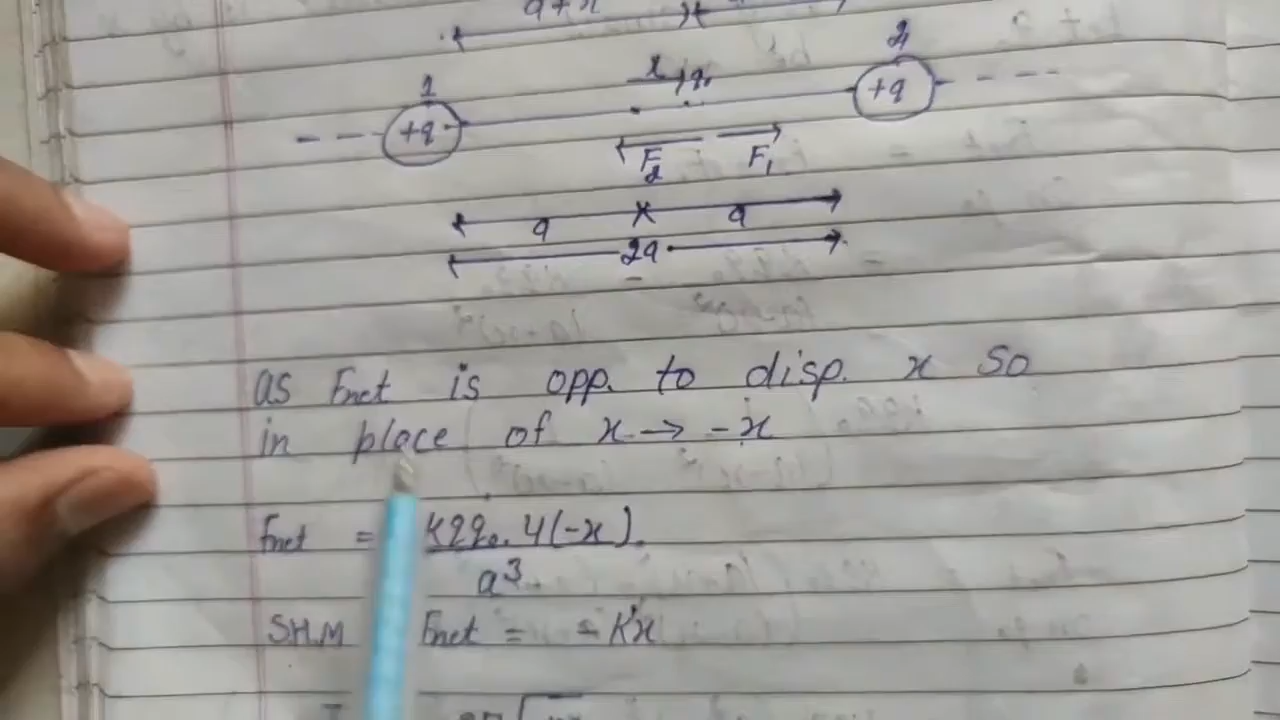 a+x
1
2
+q
x
q₀
+q
F₂
F₁
a
a
2a
as Fnet is opp. to disp. x so
in place of x → -x
Fnet = kqq₀. 4(-x).
a³
SHM Fnet = - K'x